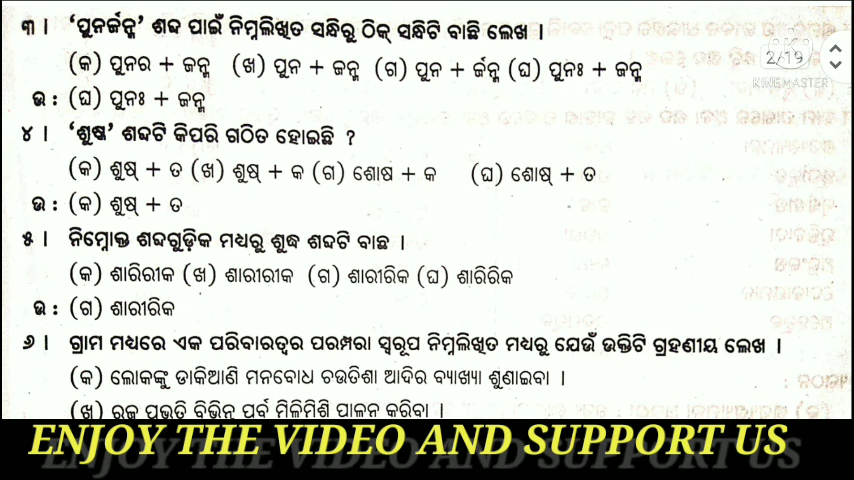 ୩ । ‘ପୁନର୍ଜନ୍ମ’ ଶବ୍ଦ ପାଇଁ ନିମ୍ନଲିଖିତ ସନ୍ଧିରୁ ଠିକ୍ ସନ୍ଧିଟି ବାଛି ଲେଖ ।
(କ) ପୁନର + ଜନ୍ମ (ଖ) ପୁନ + ଜନ୍ମ (ଗ) ପୁନ + ର୍ଜନ୍ମ (ଘ) ପୁନଃ + ଜନ୍ମ
2/19
KINEMASTER
ଉ : (ଘ) ପୁନଃ + ଜନ୍ମ
୪ । ‘ଶୁଷ୍କ’ ଶବ୍ଦଟି କିପରି ଗଠିତ ହୋଇଛି ?
(କ) ଶୁଷ୍ + ତ (ଖ) ଶୁଷ୍ + କ (ଗ) ଶୋଷ + କ (ଘ) ଶୋଷ୍ + ତ
ଉ : (କ) ଶୁଷ୍ + ତ
୫ । ନିମ୍ନୋକ୍ତ ଶବ୍ଦଗୁଡ଼ିକ ମଧ୍ୟରୁ ଶୁଦ୍ଧ ଶବ୍ଦଟି ବାଛ ।
(କ) ଶାରିରୀକ (ଖ) ଶାରୀରୀକ (ଗ) ଶାରୀରିକ (ଘ) ଶାରିରିକ
ଉ : (ଗ) ଶାରୀରିକ
୬ । ଗ୍ରାମ ମଧ୍ୟରେ ଏକ ପରିବାରତ୍ୱର ପରମ୍ପରା ସ୍ୱରୂପ ନିମ୍ନଲିଖିତ ମଧ୍ୟରୁ ଯେଉଁ ଉକ୍ତିଟି ଗ୍ରହଣୀୟ ଲେଖ ।
(କ) ଲୋକଙ୍କୁ ଡାକିଆଣି ମନବୋଧ ଚଉତିଶା ଆଦିର ବ୍ୟାଖ୍ୟା ଶୁଣାଇବା ।
(ଖ) ରଜ ପ୍ରଭୃତି ବିଭିନ୍ନ ପର୍ବ ମିଳିମିଶି ପାଳନ କରିବା ।
ENJOY THE VIDEO AND SUPPORT US